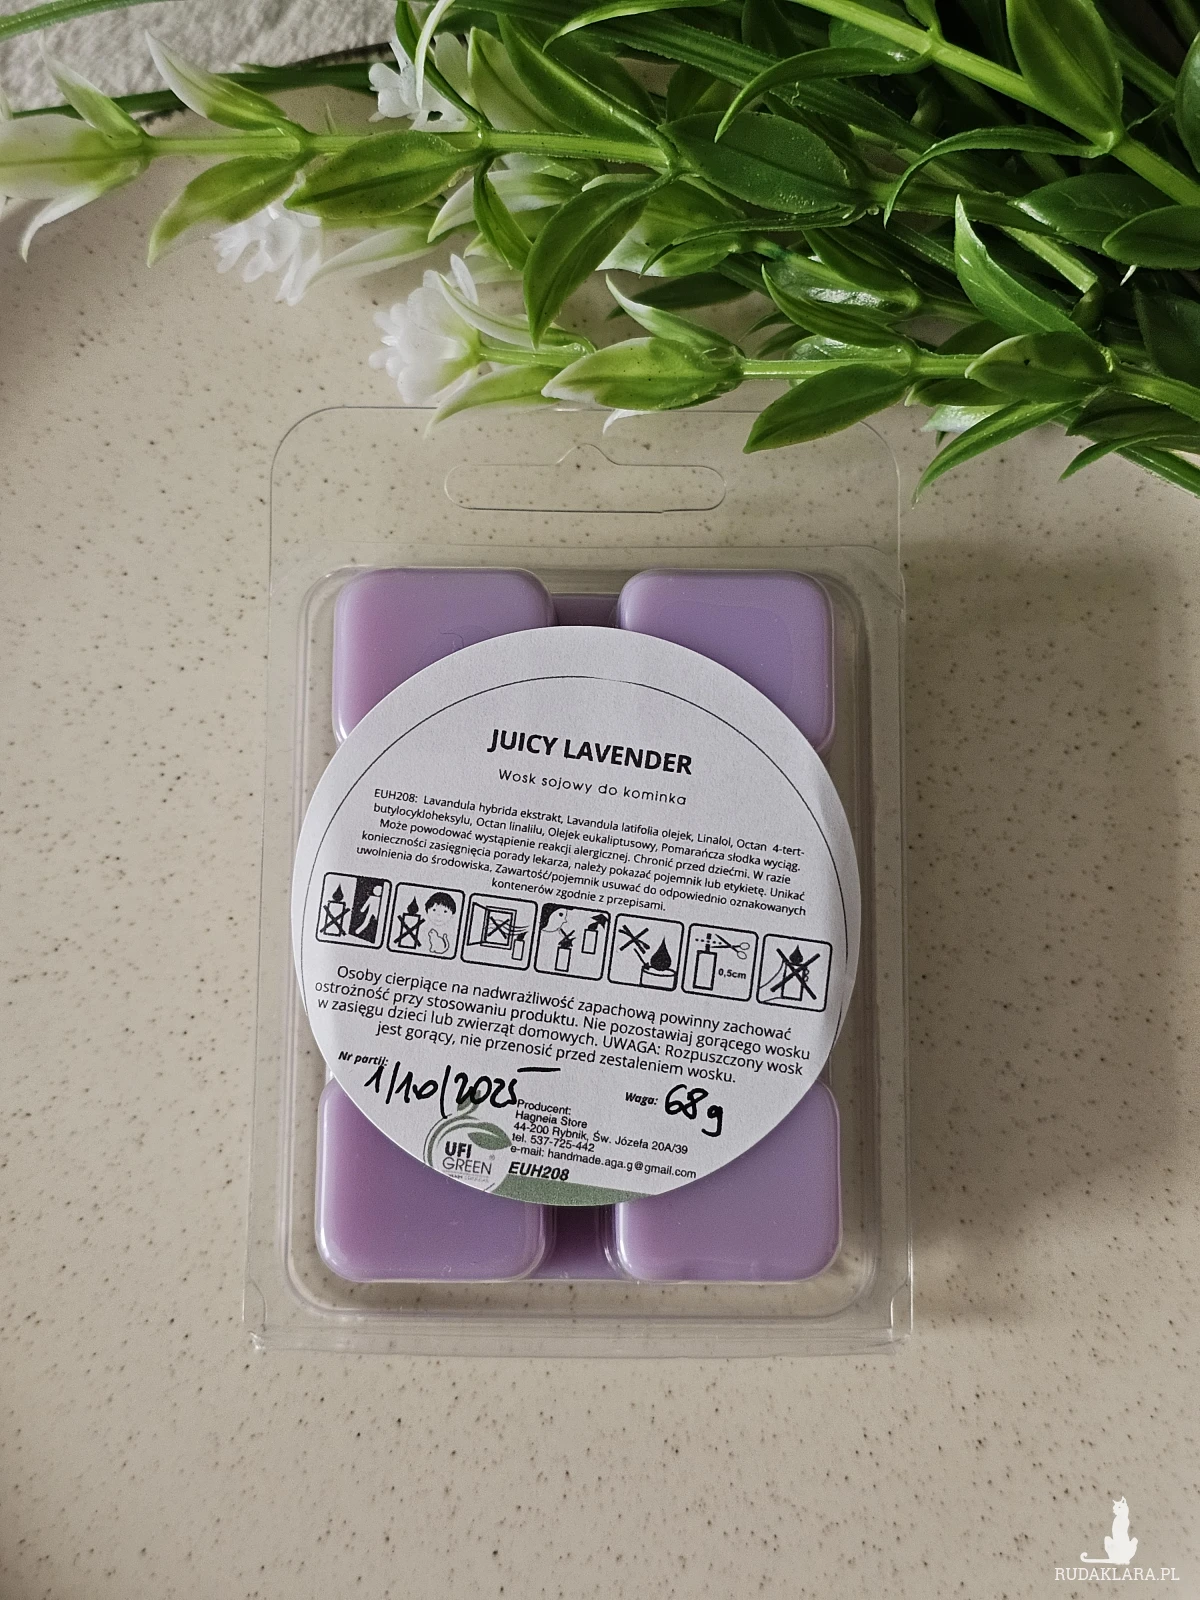 JUICY LAVENDER
Wosk sojowy do kominka
EUH208: Lavandula hybrida ekstrakt, Lavandula latifolia olejek, Linalol, Octan 4-tert-
butylocykloheksylu, Octan linalilu, Olejek eukaliptusowy, Pomarańcza słodka wyciąg.
Może powodować wystąpienie reakcji alergicznej. Chronić przed dziećmi. W razie
konieczności zasięgnięcia porady lekarza, należy pokazać pojemnik lub etykietę. Unikać
uwolnienia do środowiska. Zawartość/pojemnik usuwać do odpowiednio oznakowanych
kontenerów zgodnie z przepisami.
0,5cm
Osoby cierpiące na nadwrażliwość zapachową powinny zachować
ostrożność przy stosowaniu produktu. Nie pozostawiaj gorącego wosku
w zasięgu dzieci lub zwierząt domowych. UWAGA: Rozpuszczony wosk
jest gorący, nie przenosić przed zestaleniem wosku.
Nr partii:
1/10/2025
Waga: 68g
Producent:
Hagneia Store
44-200 Rybnik, Św. Józefa 20A/39
tel. 537-725-442
e-mail: handmade.aga.g@gmail.com
EUH208
UFI
GREEN
®
RUDAKLARA.PL